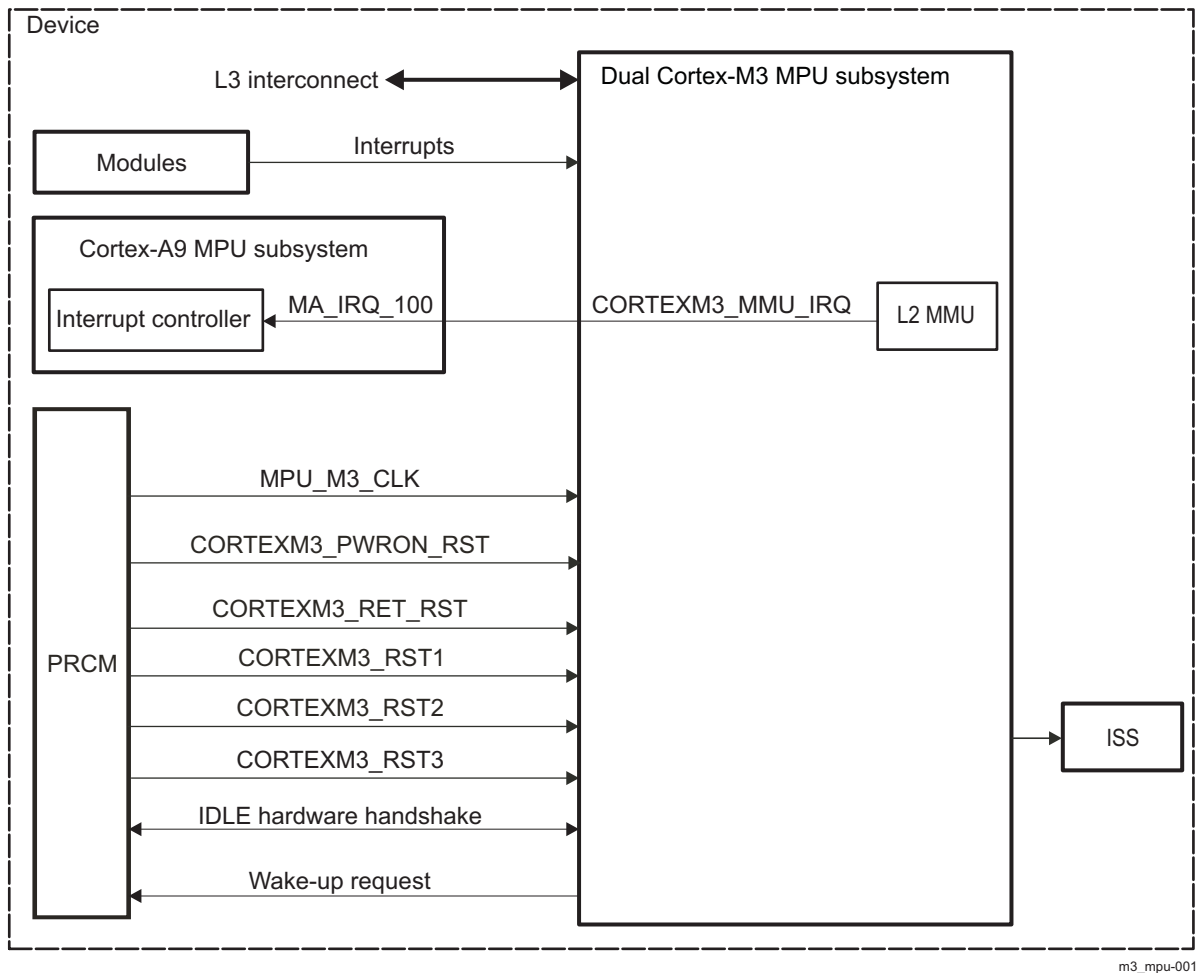 Device
L3 interconnect
Dual Cortex-M3 MPU subsystem
Modules
Interrupts
Cortex-A9 MPU subsystem
Interrupt controller
MA_IRQ_100
CORTEXM3_MMU_IRQ
L2 MMU
MPU_M3_CLK
CORTEXM3_PWRON_RST
CORTEXM3_RET_RST
PRCM
CORTEXM3_RST1
CORTEXM3_RST2
CORTEXM3_RST3
ISS
IDLE hardware handshake
Wake-up request
m3_mpu-001